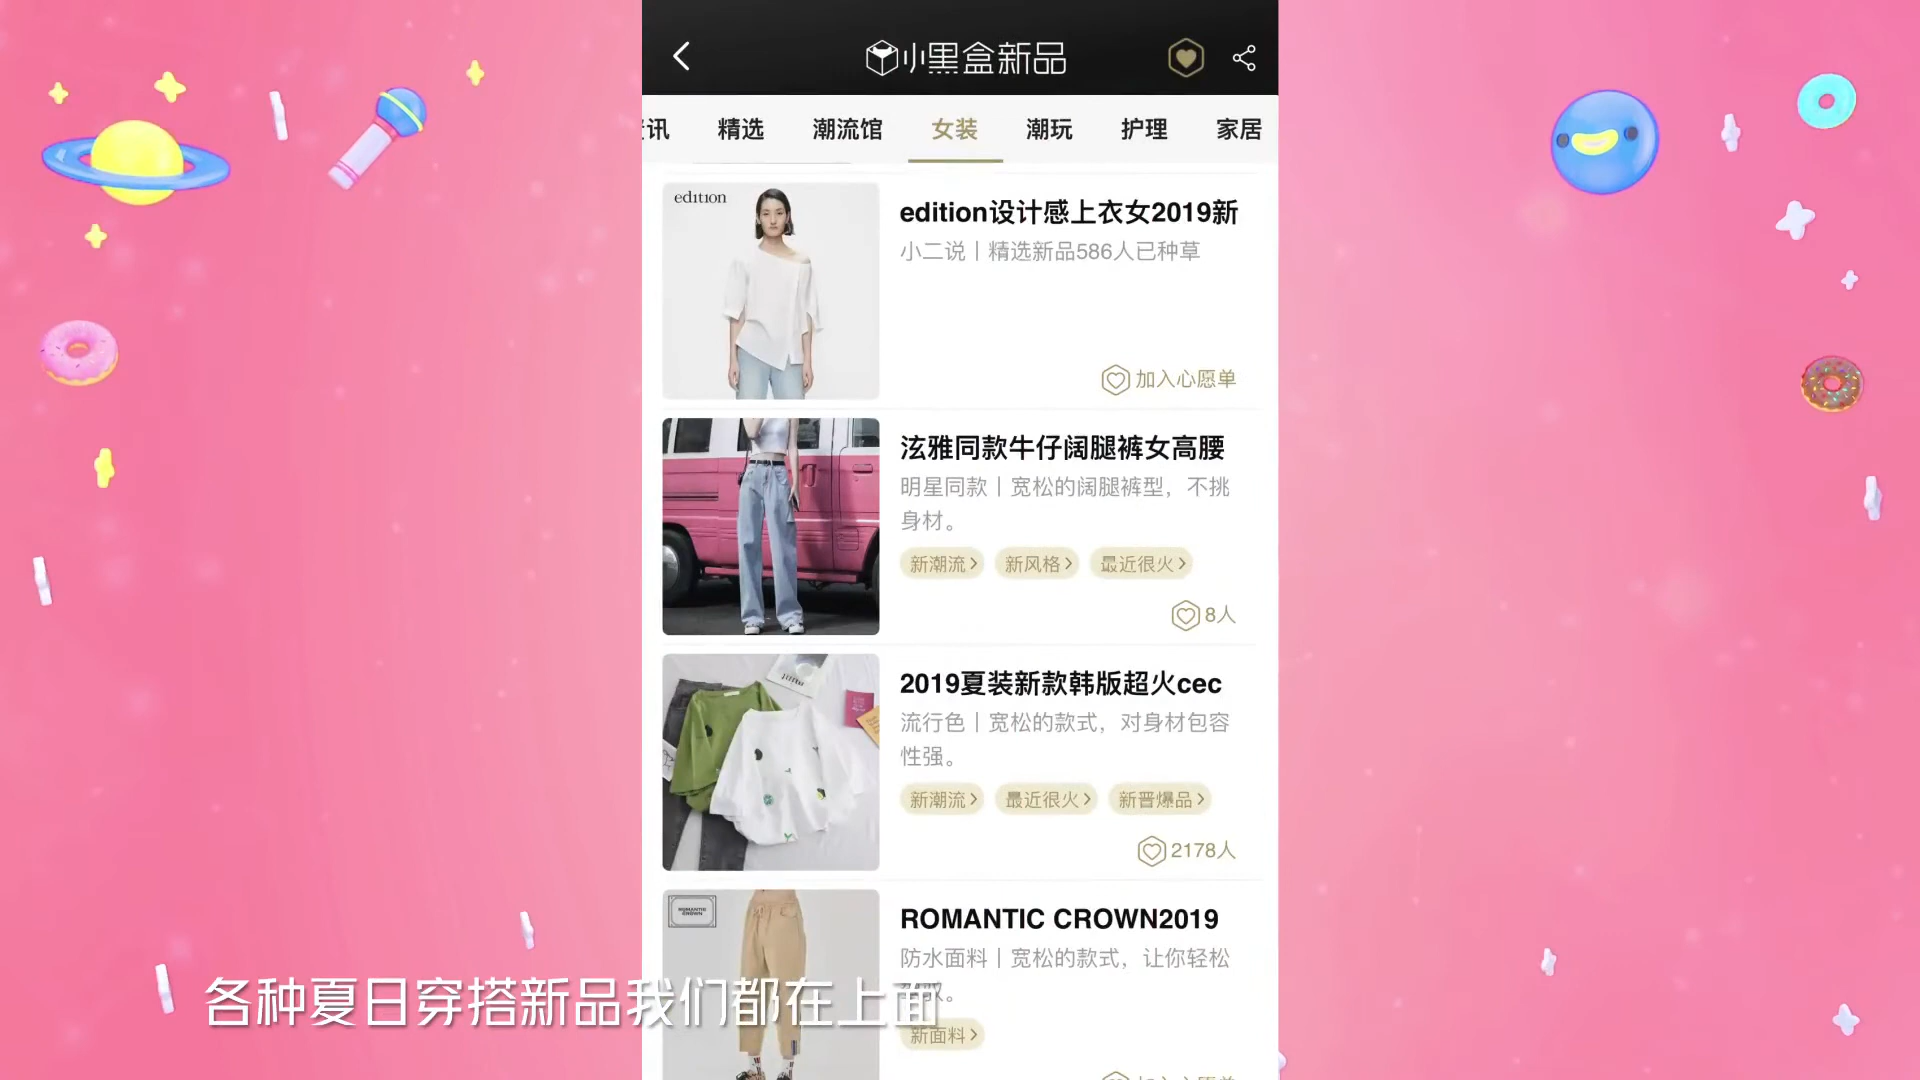 小黑盒新品
讯 精选 潮流馆 女装 潮玩 护理 家居
edition
edition设计感上衣女2019新
小二说丨精选新品586人已种草
加入心愿单
泫雅同款牛仔阔腿裤女高腰
明星同款丨宽松的阔腿裤型，不挑
身材。
新潮流 新风格 最近很火
8人
2019夏装新款韩版超火cec
流行色丨宽松的款式，对身材包容
性强。
新潮流 最近很火 新晋爆品
2178人
ROMANTIC CROWN
ROMANTIC CROWN2019
防水面料丨宽松的款式，让你轻松
各种夏日穿搭新品我们都在上面
新面料